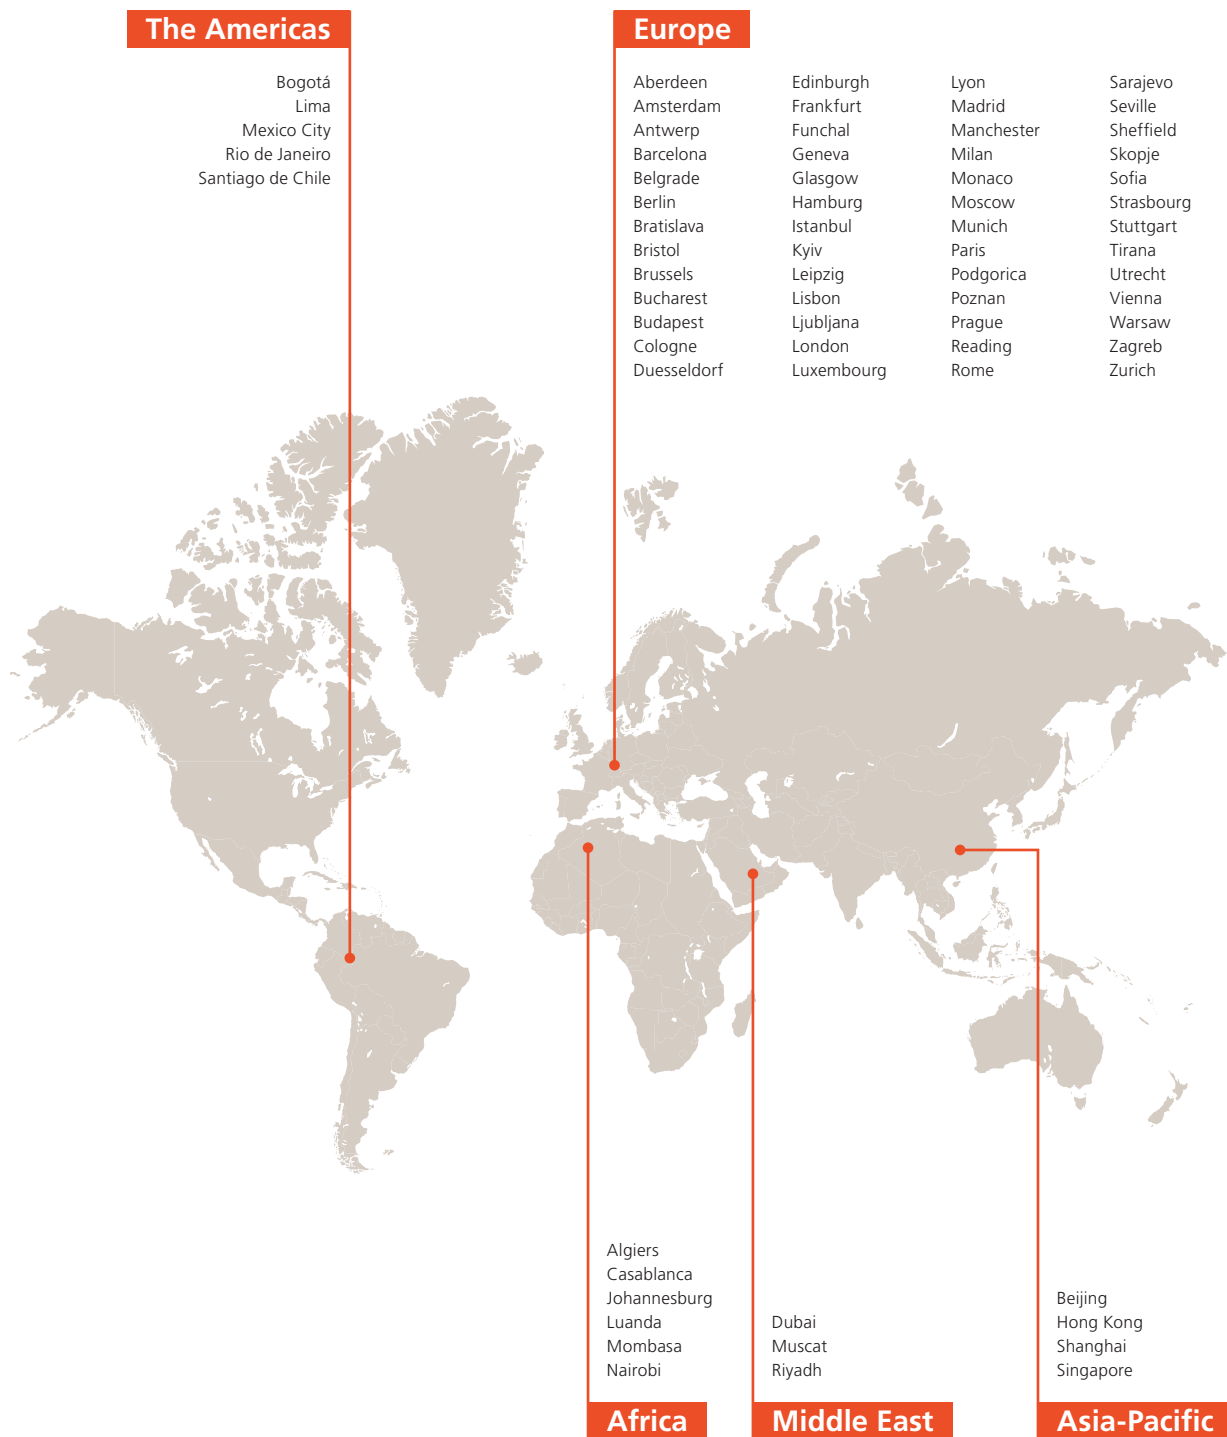 The Americas
Bogotá
Lima
Mexico City
Rio de Janeiro
Santiago de Chile
Europe
Aberdeen
Amsterdam
Antwerp
Barcelona
Belgrade
Berlin
Bratislava
Bristol
Brussels
Bucharest
Budapest
Cologne
Duesseldorf
Edinburgh
Frankfurt
Funchal
Geneva
Glasgow
Hamburg
Istanbul
Kyiv
Leipzig
Lisbon
Ljubljana
London
Luxembourg
Lyon
Madrid
Manchester
Milan
Monaco
Moscow
Munich
Paris
Podgorica
Poznan
Prague
Reading
Rome
Sarajevo
Seville
Sheffield
Skopje
Sofia
Strasbourg
Stuttgart
Tirana
Utrecht
Vienna
Warsaw
Zagreb
Zurich
Algiers
Casablanca
Johannesburg
Luanda
Mombasa
Nairobi
Africa
Dubai
Muscat
Riyadh
Middle East
Beijing
Hong Kong
Shanghai
Singapore
Asia-Pacific